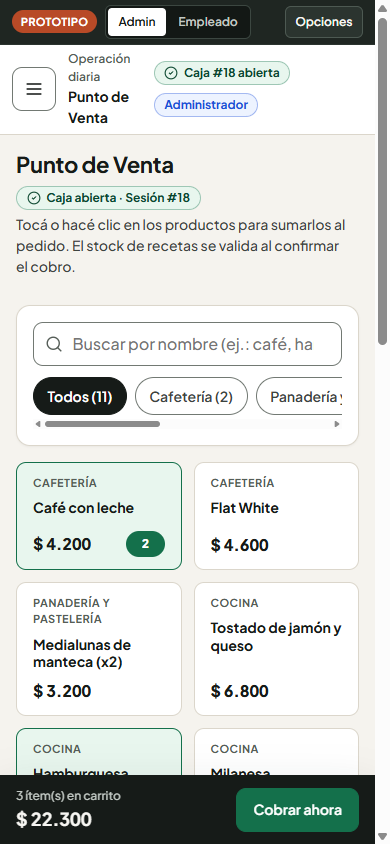 PROTOTIPO
Admin
Empleado
Opciones
Operación
diaria
Punto de
Venta
Caja #18 abierta
Administrador
Punto de Venta
Caja abierta · Sesión #18
Tocá o hacé clic en los productos para sumarlos al
pedido. El stock de recetas se valida al confirmar
el cobro.
Buscar por nombre (ej.: café, ha
Todos (11)
Cafetería (2)
Panadería y
CAFETERÍA
Café con leche
$ 4.200
2
CAFETERÍA
Flat White
$ 4.600
PANADERÍA Y
PASTELERÍA
Medialunas de
manteca (x2)
$ 3.200
COCINA
Tostado de jamón y
queso
$ 6.800
COCINA
Hamburguesa
COCINA
Milanesa
3 ítem(s) en carrito
$ 22.300
Cobrar ahora